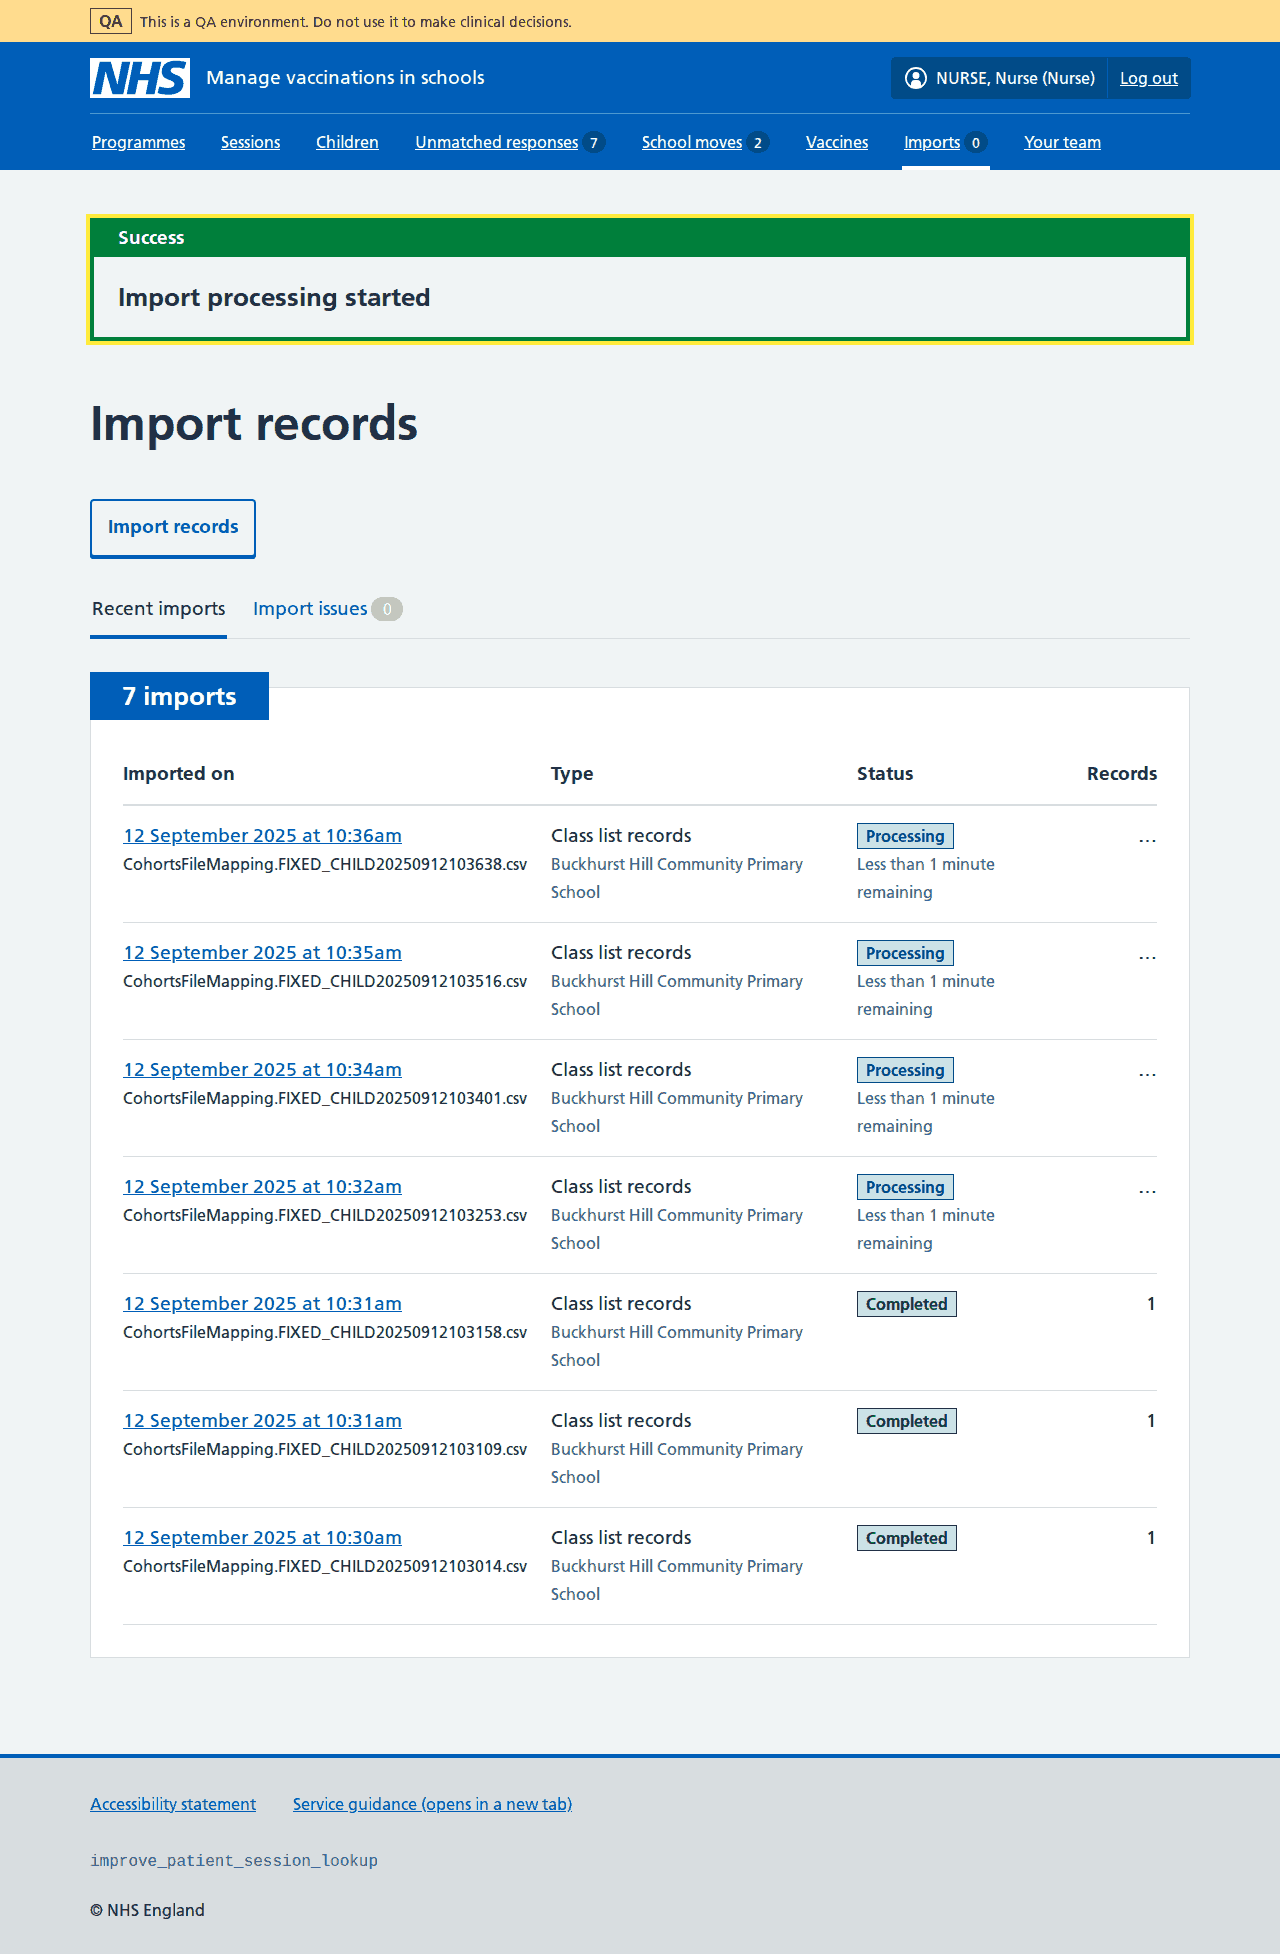 QA This is a QA environment. Do not use it to make clinical decisions.
NHS Manage vaccinations in schools NURSE, Nurse (Nurse) Log out
Programmes Sessions Children Unmatched responses 7 School moves 2 Vaccines Imports 0 Your team
Success
Import processing started
Import records
Import records
Recent imports Import issues 0
7 imports
Imported on Type Status Records
12 September 2025 at 10:36am Class list records Processing ...
CohortsFileMapping.FIXED_CHILD20250912103638.csv Buckhurst Hill Community Primary Less than 1 minute
School remaining
12 September 2025 at 10:35am Class list records Processing ...
CohortsFileMapping.FIXED_CHILD20250912103516.csv Buckhurst Hill Community Primary Less than 1 minute
School remaining
12 September 2025 at 10:34am Class list records Processing ...
CohortsFileMapping.FIXED_CHILD20250912103401.csv Buckhurst Hill Community Primary Less than 1 minute
School remaining
12 September 2025 at 10:32am Class list records Processing ...
CohortsFileMapping.FIXED_CHILD20250912103253.csv Buckhurst Hill Community Primary Less than 1 minute
School remaining
12 September 2025 at 10:31am Class list records Completed 1
CohortsFileMapping.FIXED_CHILD20250912103158.csv Buckhurst Hill Community Primary
School
12 September 2025 at 10:31am Class list records Completed 1
CohortsFileMapping.FIXED_CHILD20250912103109.csv Buckhurst Hill Community Primary
School
12 September 2025 at 10:30am Class list records Completed 1
CohortsFileMapping.FIXED_CHILD20250912103014.csv Buckhurst Hill Community Primary
School
Accessibility statement Service guidance (opens in a new tab)
improve_patient_session_lookup
© NHS England